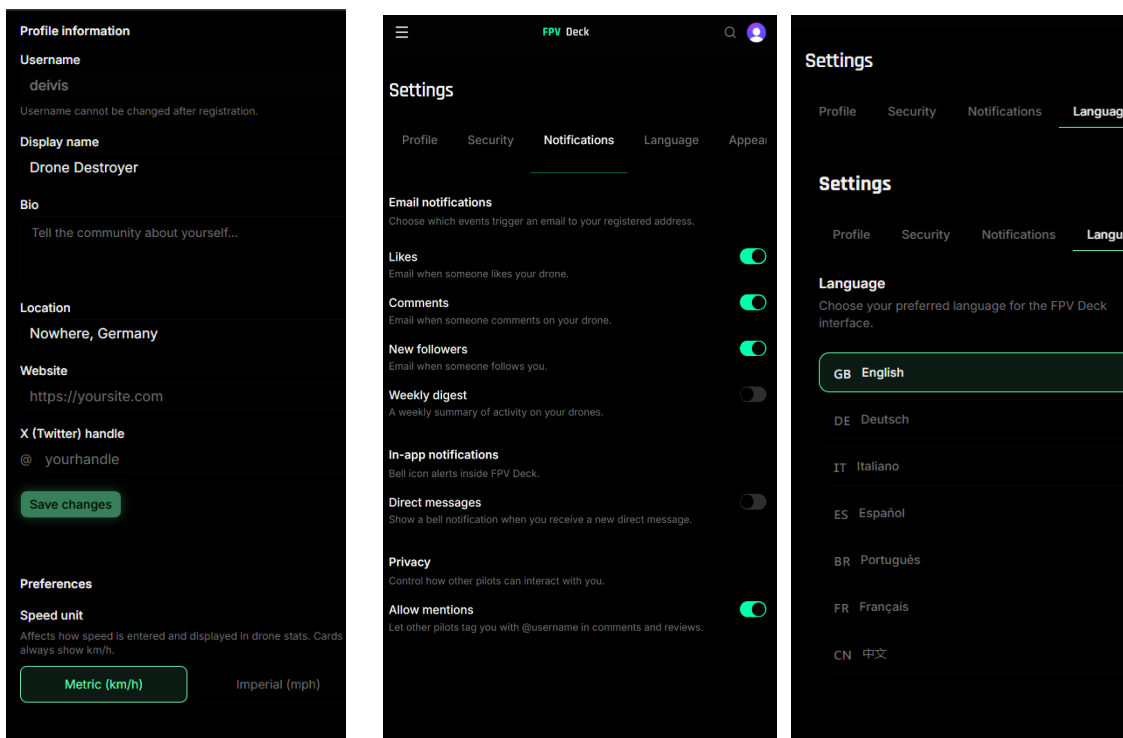 Profile information
Username
deivis
Username cannot be changed after registration.
Display name
Drone Destroyer
Bio
Tell the community about yourself...
Location
Nowhere, Germany
Website
https://yoursite.com
X (Twitter) handle
@ yourhandle
Save changes
Preferences
Speed unit
Affects how speed is entered and displayed in drone stats. Cards
always show km/h.
Metric (km/h) Imperial (mph)
FPV Deck
Settings
Profile Security Notifications Language Appear
Email notifications
Choose which events trigger an email to your registered address.
Likes
Email when someone likes your drone.
Comments
Email when someone comments on your drone.
New followers
Email when someone follows you.
Weekly digest
A weekly summary of activity on your drones.
In-app notifications
Bell icon alerts inside FPV Deck.
Direct messages
Show a bell notification when you receive a new direct message.
Privacy
Control how other pilots can interact with you.
Allow mentions
Let other pilots tag you with @username in comments and reviews.
Settings
Profile Security Notifications Languag
Settings
Profile Security Notifications Langu
Language
Choose your preferred language for the FPV Deck
interface.
GB English
DE Deutsch
IT Italiano
ES Español
BR Português
FR Français
CN 中文